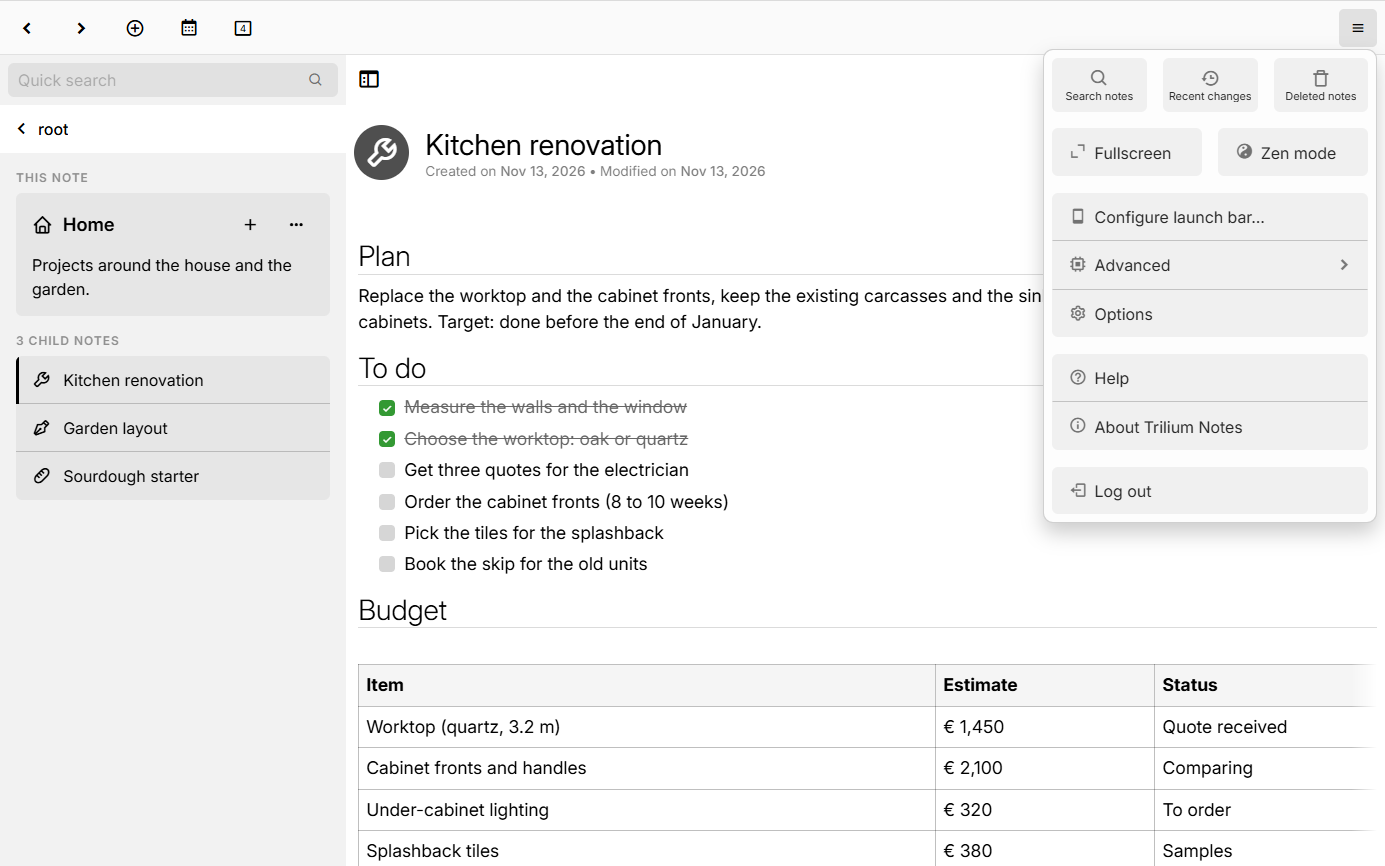 4
Quick search
root
THIS NOTE
Home
Projects around the house and the
garden.
3 CHILD NOTES
Kitchen renovation
Garden layout
Sourdough starter
Kitchen renovation
Created on Nov 13, 2026 • Modified on Nov 13, 2026
Plan
Replace the worktop and the cabinet fronts, keep the existing carcasses and the sin
cabinets. Target: done before the end of January.
To do
Measure the walls and the window
Choose the worktop: oak or quartz
Get three quotes for the electrician
Order the cabinet fronts (8 to 10 weeks)
Pick the tiles for the splashback
Book the skip for the old units
Budget
Item Estimate Status
Worktop (quartz, 3.2 m) € 1,450 Quote received
Cabinet fronts and handles € 2,100 Comparing
Under-cabinet lighting € 320 To order
Splashback tiles € 380 Samples
Search notes Recent changes Deleted notes
Fullscreen Zen mode
Configure launch bar...
Advanced
Options
Help
About Trilium Notes
Log out